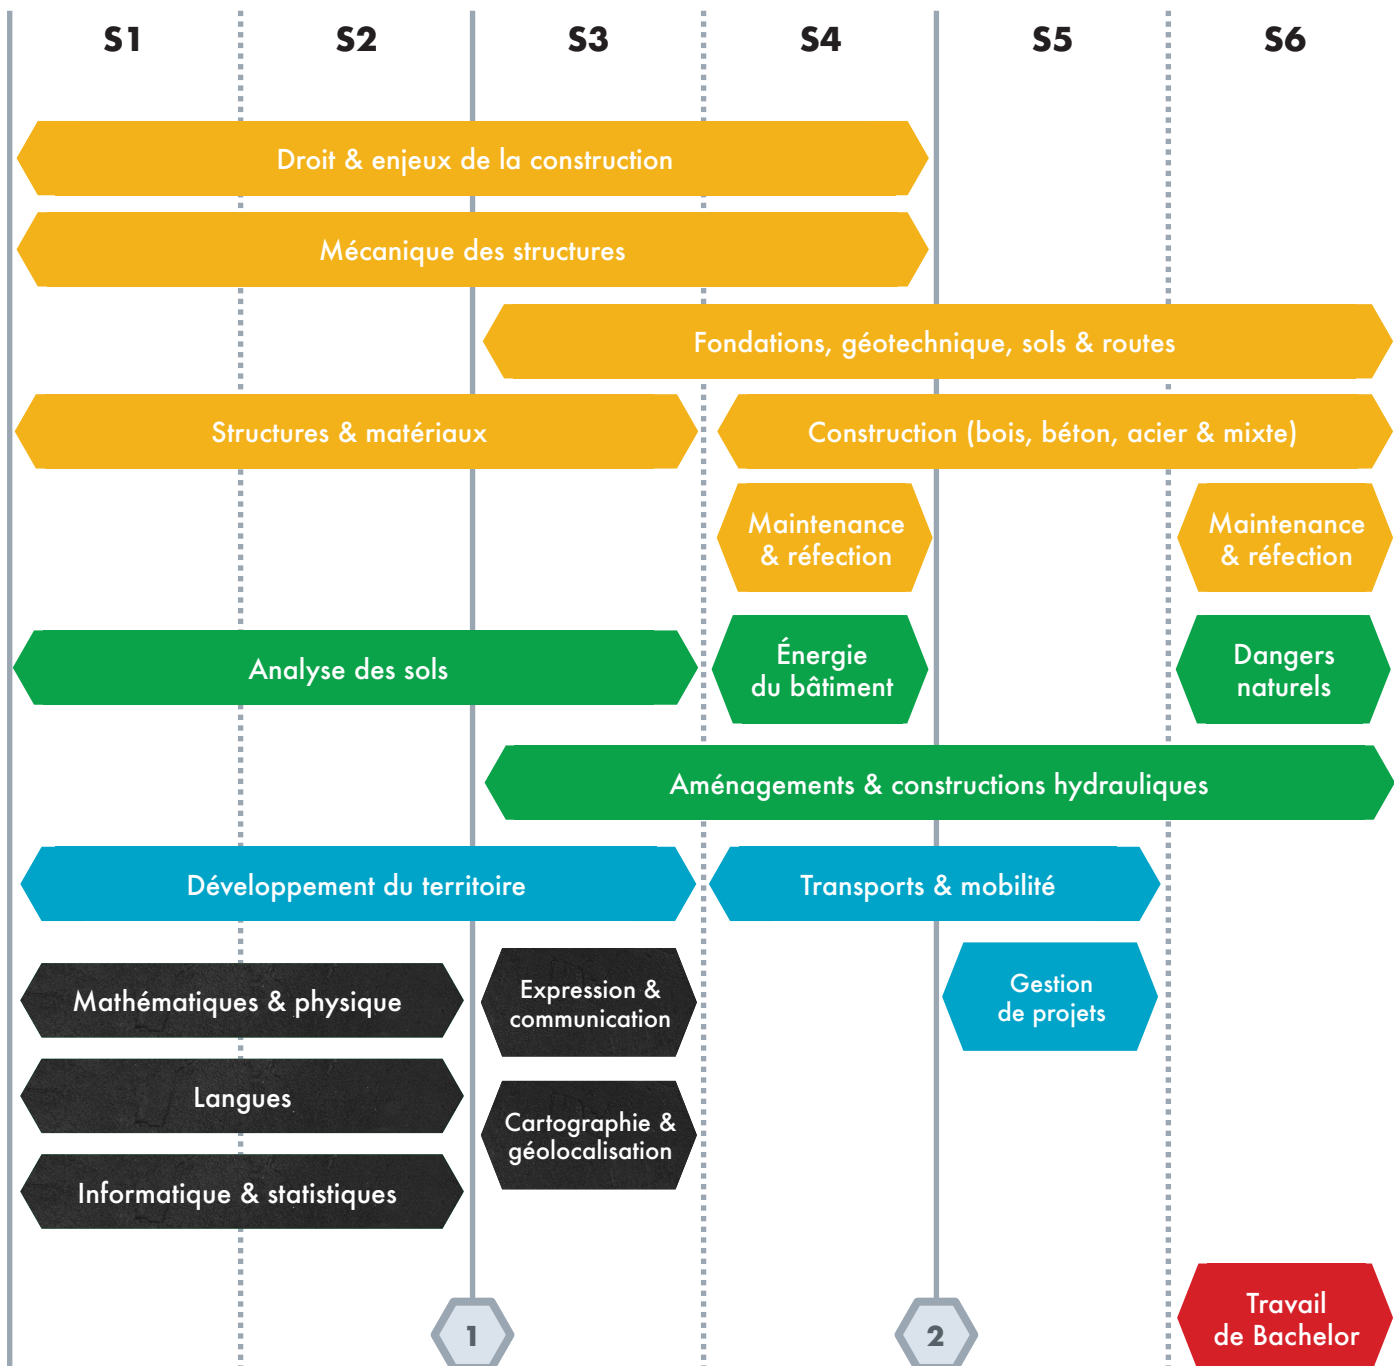 S1 S2 S3 S4 S5 S6
Droit & enjeux de la construction
Mécanique des structures
Fondations, géotechnique, sols & routes
Structures & matériaux
Construction (bois, béton, acier & mixte)
Maintenance
& réfection
Maintenance
& réfection
Analyse des sols
Énergie
du bâtiment
Dangers
naturels
Aménagements & constructions hydrauliques
Développement du territoire
Transports & mobilité
Mathématiques & physique
Expression &
communication
Gestion
de projets
Langues
Cartographie &
géolocalisation
Informatique & statistiques
1
2
Travail
de Bachelor